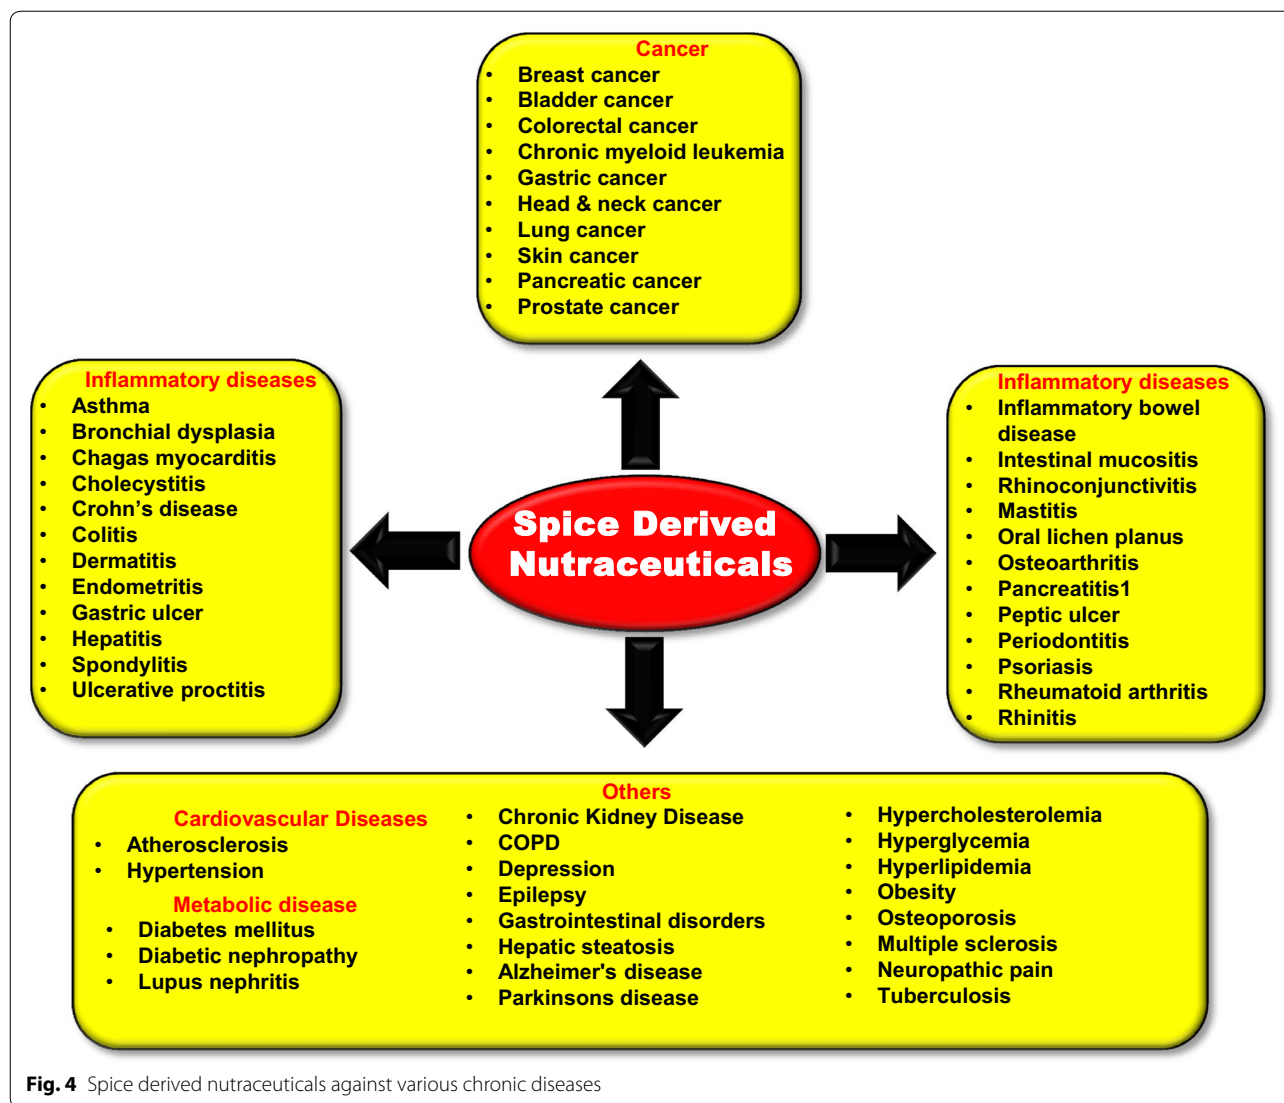 Cancer
• Breast cancer
• Bladder cancer
• Colorectal cancer
• Chronic myeloid leukemia
• Gastric cancer
• Head & neck cancer
• Lung cancer
• Skin cancer
• Pancreatic cancer
• Prostate cancer
Inflammatory diseases
• Asthma
• Bronchial dysplasia
• Chagas myocarditis
• Cholecystitis
• Crohn’s disease
• Colitis
• Dermatitis
• Endometritis
• Gastric ulcer
• Hepatitis
• Spondylitis
• Ulcerative proctitis
Spice Derived
Nutraceuticals
Inflammatory diseases
• Inflammatory bowel
disease
• Intestinal mucositis
• Rhinoconjunctivitis
• Mastitis
• Oral lichen planus
• Osteoarthritis
• Pancreatitis1
• Peptic ulcer
• Periodontitis
• Psoriasis
• Rheumatoid arthritis
• Rhinitis
Cardiovascular Diseases
• Atherosclerosis
• Hypertension
Metabolic disease
• Diabetes mellitus
• Diabetic nephropathy
• Lupus nephritis
Others
• Chronic Kidney Disease
• COPD
• Depression
• Epilepsy
• Gastrointestinal disorders
• Hepatic steatosis
• Alzheimer's disease
• Parkinsons disease
• Hypercholesterolemia
• Hyperglycemia
• Hyperlipidemia
• Obesity
• Osteoporosis
• Multiple sclerosis
• Neuropathic pain
• Tuberculosis
Fig. 4 Spice derived nutraceuticals against various chronic diseases